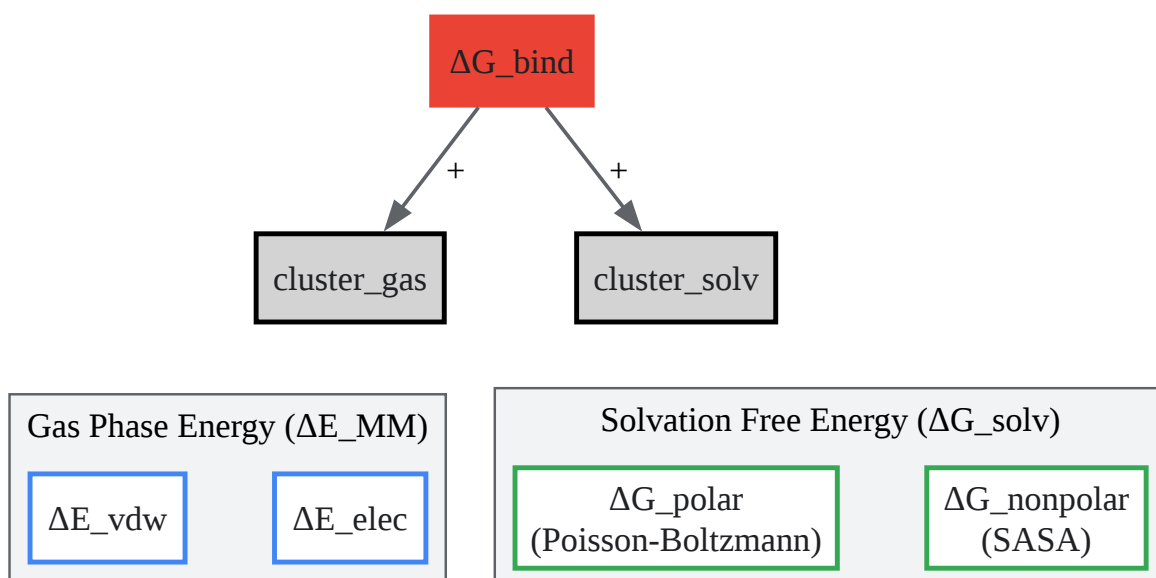 ΔG_bind
+
+
cluster_gas
cluster_solv
Gas Phase Energy (ΔE_MM)
ΔE_vdw
ΔE_elec
Solvation Free Energy (ΔG_solv)
ΔG_polar
(Poisson-Boltzmann)
ΔG_nonpolar
(SASA)